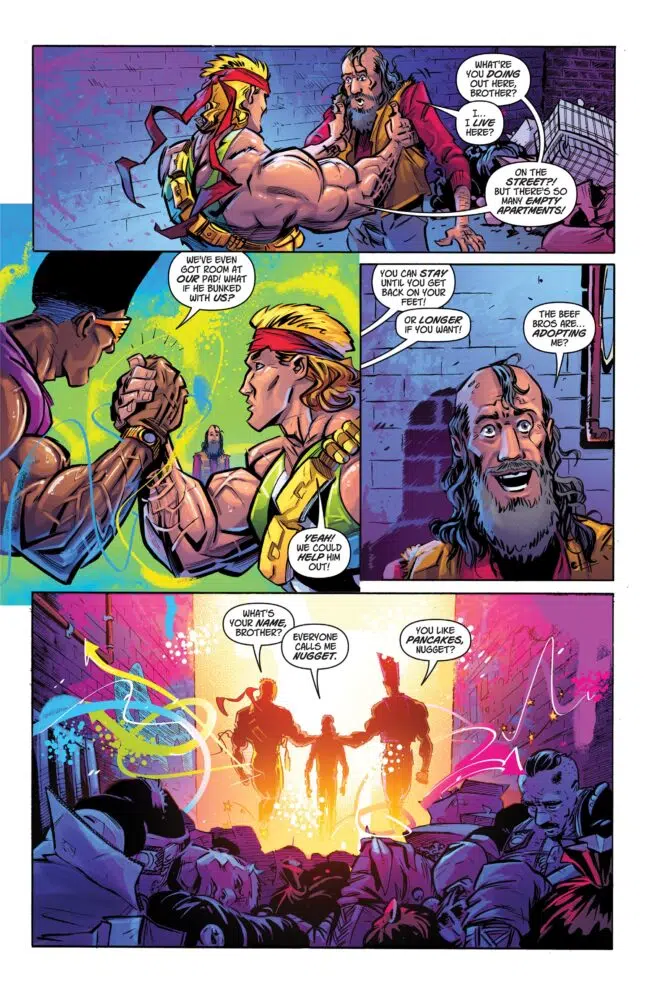 WHAT'RE
YOU DOING
OUT HERE,
BROTHER?
I...
I LIVE
HERE?
ON THE
STREET?!
BUT THERE'S SO
MANY EMPTY
APARTMENTS!
WE'VE EVEN
GOT ROOM AT
OUR PAD! WHAT
IF HE BUNKED
WITH US?
YEAH!
WE COULD
HELP HIM
OUT!
YOU CAN STAY
UNTIL YOU GET
BACK ON YOUR
FEET!
OR LONGER
IF YOU WANT!
THE BEEF
BROS ARE...
ADOPTING
ME?
WHAT'S
YOUR NAME,
BROTHER?
EVERYONE
CALLS ME
NUGGET.
YOU LIKE
PANCAKES,
NUGGET?